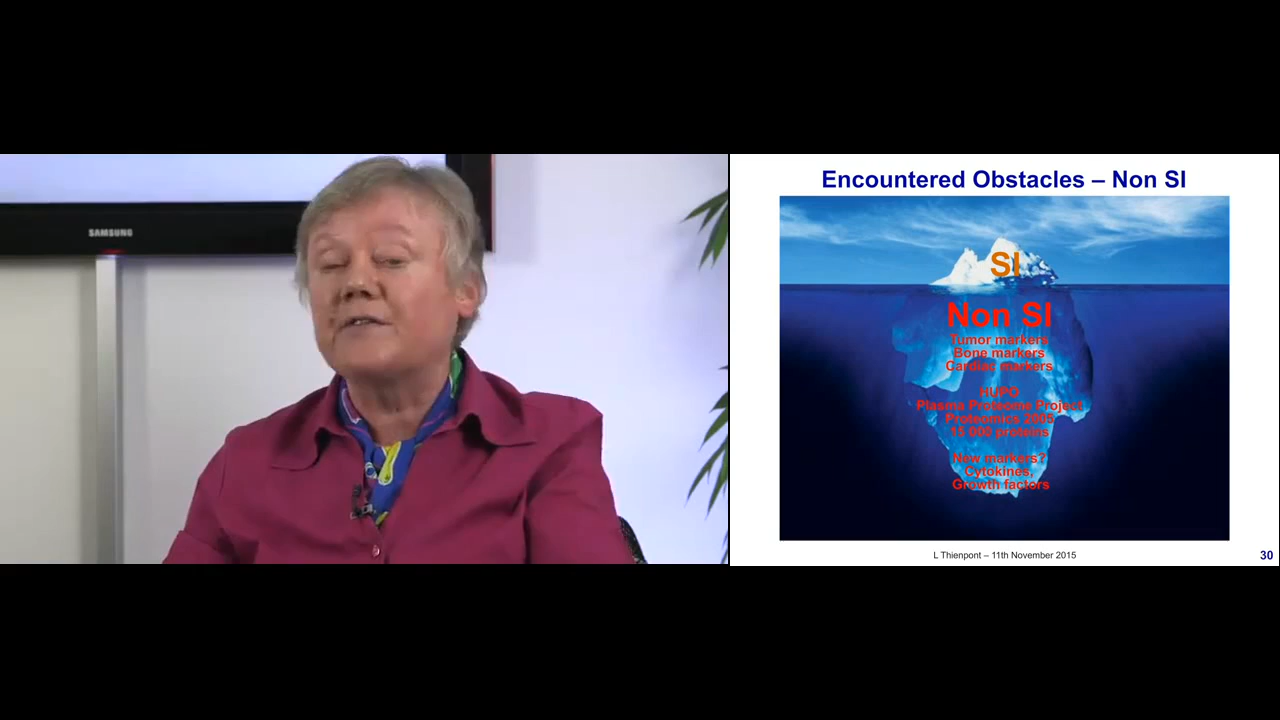 SAMSUNG
Encountered Obstacles – Non SI
SI
Non SI
Tumor markers
Bone markers
Cardiac markers
HUPO
Plasma Proteome Project
Proteomics 2005
15 000 proteins
New markers?
Cytokines,
Growth factors
L Thienpont – 11th November 2015
30